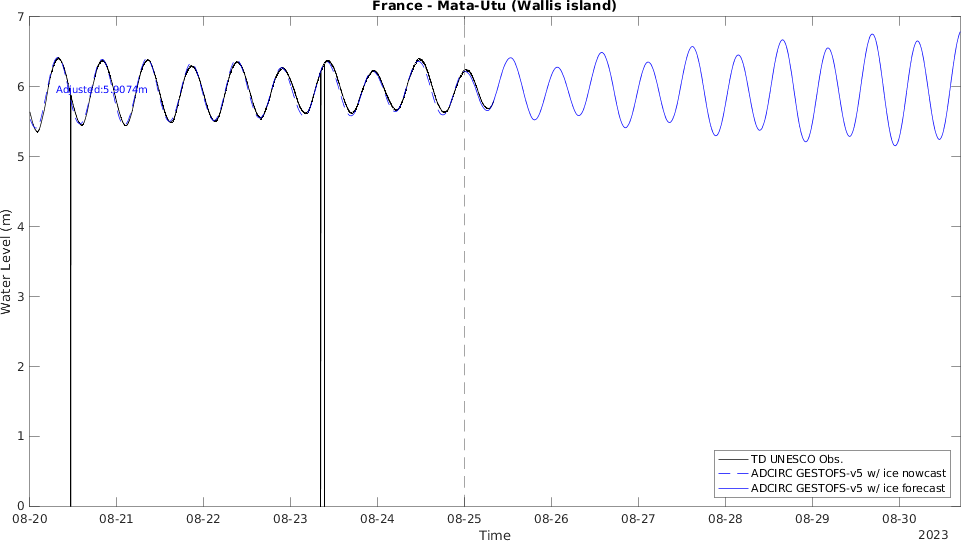 France - Mata-Utu (Wallis island)
7
6
5
4
3
2
1
0
Water Level (m)
Adjusted:5.9074m
TD UNESCO Obs.
ADCIRC GESTOFS-v5 w/ ice nowcast
ADCIRC GESTOFS-v5 w/ ice forecast
08-20 08-21 08-22 08-23 08-24 08-25 08-26 08-27 08-28 08-29 08-30
Time
2023